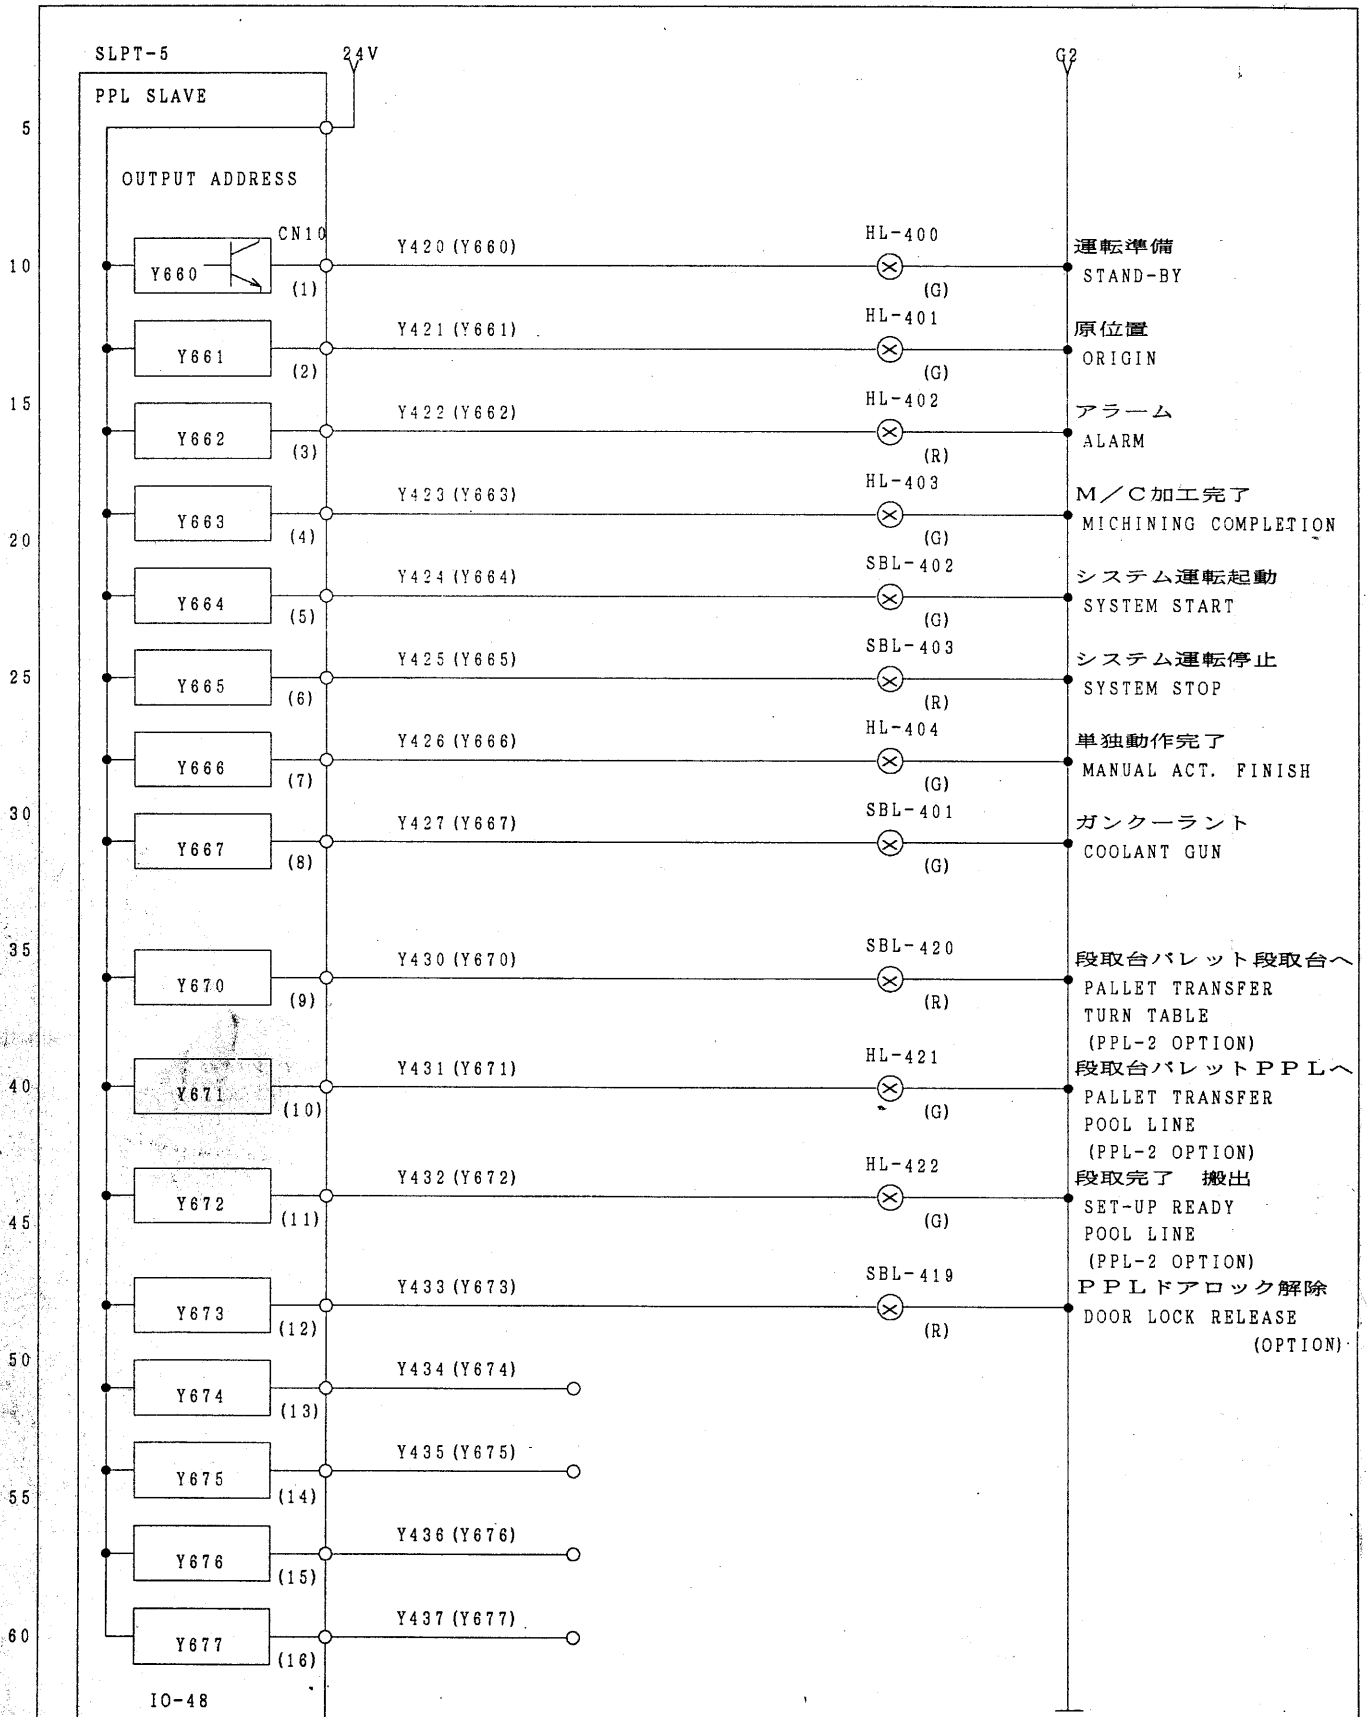 SLPT-5
24V
G2
PPL SLAVE
5
OUTPUT ADDRESS
CN10
10
Y660
(1)
Y420(Y660)
HL-400
(G)
運転準備
STAND-BY
Y661
(2)
Y421(Y661)
HL-401
(G)
原位置
ORIGIN
15
Y662
(3)
Y422(Y662)
HL-402
(R)
アラーム
ALARM
Y663
(4)
Y423(Y663)
HL-403
(G)
M/C加工完了
MICHINING COMPLETION
20
Y664
(5)
Y424(Y664)
SBL-402
(G)
システム運転起動
SYSTEM START
25
Y665
(6)
Y425(Y665)
SBL-403
(R)
システム運転停止
SYSTEM STOP
Y666
(7)
Y426(Y666)
HL-404
(G)
単独動作完了
MANUAL ACT. FINISH
30
Y667
(8)
Y427(Y667)
SBL-401
(G)
ガンクーラント
COOLANT GUN
35
Y670
(9)
Y430(Y670)
SBL-420
(R)
段取台パレット段取台へ
PALLET TRANSFER
TURN TABLE
(PPL-2 OPTION)
40
Y671
(10)
Y431(Y671)
HL-421
(G)
段取台パレットPPLへ
PALLET TRANSFER
POOL LINE
(PPL-2 OPTION)
45
Y672
(11)
Y432(Y672)
HL-422
(G)
段取完了 搬出
SET-UP READY
POOL LINE
(PPL-2 OPTION)
Y673
(12)
Y433(Y673)
SBL-419
(R)
PPLドアロック解除
DOOR LOCK RELEASE
(OPTION)
50
Y674
(13)
Y434(Y674)
55
Y675
(14)
Y435(Y675)
Y676
(15)
Y436(Y676)
60
Y677
(16)
Y437(Y677)
IO-48